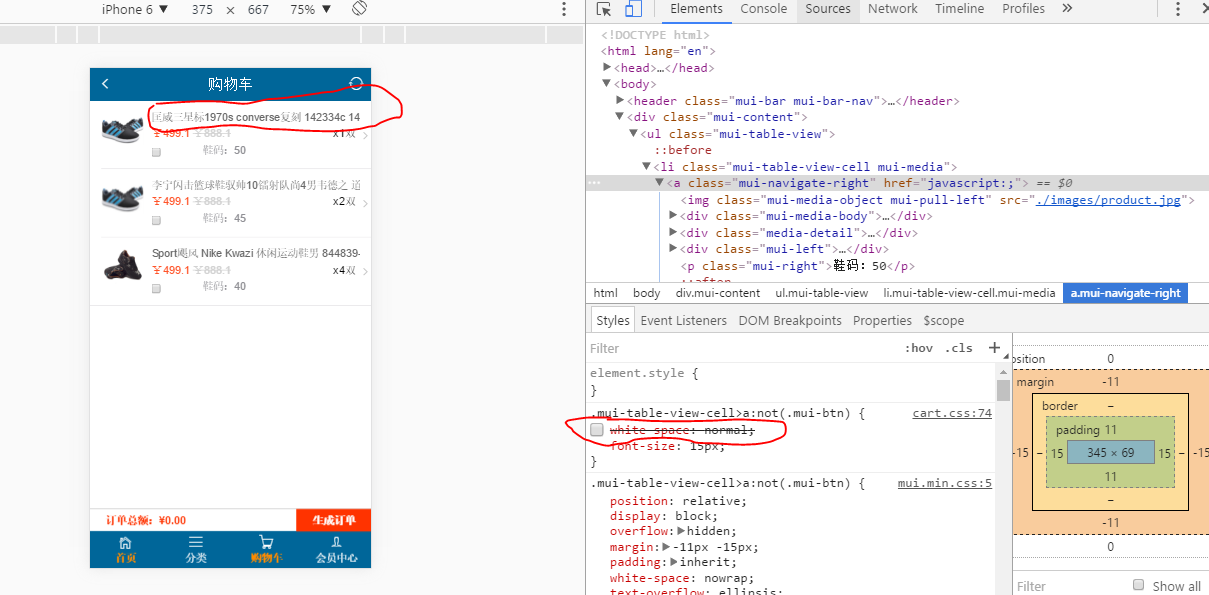 iPhone 6 ▼ 375 × 667 75% ▼
Elements Console Sources Network Timeline Profiles »
购物车
匡威三星标1970s converse复刻 142334c 14
￥499.1 ￥888.1 x1双
鞋码：50
李宁闪击篮球鞋驭帅10镭射队尚4男韦德之 道
￥499.1 ￥888.1 x2双
鞋码：45
Sport飓风 Nike Kwazi 休闲运动鞋男 844839-
￥499.1 ￥888.1 x4双
鞋码：40
订单总额：¥0.00 生成订单
首页 分类 购物车 会员中心
<!DOCTYPE html>
<html lang="en">
▶<head>…</head>
▼<body>
▶<header class="mui-bar mui-bar-nav">…</header>
▼<div class="mui-content">
▼<ul class="mui-table-view">
::before
▼<li class="mui-table-view-cell mui-media">
… ▼<a class="mui-navigate-right" href="javascript:;"> == $0
<img class="mui-media-object mui-pull-left" src="./images/product.jpg">
▶<div class="mui-media-body">…</div>
▶<div class="media-detail">…</div>
▶<div class="mui-left">…</div>
<p class="mui-right">鞋码：50</p>
::after
html body div.mui-content ul.mui-table-view li.mui-table-view-cell.mui-media a.mui-navigate-right
Styles Event Listeners DOM Breakpoints Properties $scope
Filter :hov .cls +
element.style {
}
.mui-table-view-cell>a:not(.mui-btn) { cart.css:74
white-space: normal;
font-size: 15px;
}
.mui-table-view-cell>a:not(.mui-btn) { mui.min.css:5
position: relative;
display: block;
overflow:▶hidden;
margin:▶-11px -15px;
padding:▶inherit;
white-space: nowrap;
text-overflow: ellipsis;
osition 0
margin -11
border –
padding 11
-15 – 15 345 × 69 15 – -15
11
–
-11
0
Filter Show all